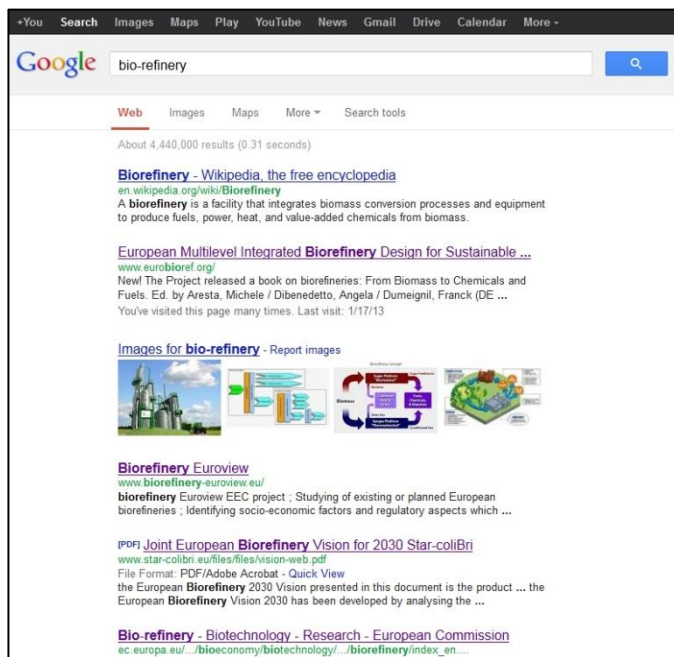 +You Search Images Maps Play YouTube News Gmail Drive Calendar More
Google bio-refinery
Web Images Maps More Search tools
About 4,440,000 results (0.31 seconds)
Biorefinery - Wikipedia, the free encyclopedia
en.wikipedia.org/wiki/Biorefinery
A biorefinery is a facility that integrates biomass conversion processes and equipment
to produce fuels, power, heat, and value-added chemicals from biomass.
European Multilevel Integrated Biorefinery Design for Sustainable ...
www.eurobioref.org/
New! The Project released a book on biorefineries: From Biomass to Chemicals and
Fuels. Ed. by Aresta, Michele / Dibenedetto, Angela / Dumeignil, Franck (DE ...
You've visited this page many times. Last visit: 1/17/13
Images for bio-refinery - Report images
Biomass
Biorefinery Euroview
www.biorefinery-euroview.eu/
biorefinery Euroview EEC project ; Studying of existing or planned European
biorefineries ; Identifying socio-economic factors and regulatory aspects which ...
[PDF] Joint European Biorefinery Vision for 2030 Star-coliBri
www.star-colibri.eu/files/files/vision-web.pdf
File Format: PDF/Adobe Acrobat - Quick View
the European Biorefinery 2030 Vision presented in this document is the product ... the
European Biorefinery Vision 2030 has been developed by analysing the ...
Bio-refinery - Biotechnology - Research - European Commission
ec.europa.eu/.../bioeconomy/biotechnology/.../biorefinery/index_en....